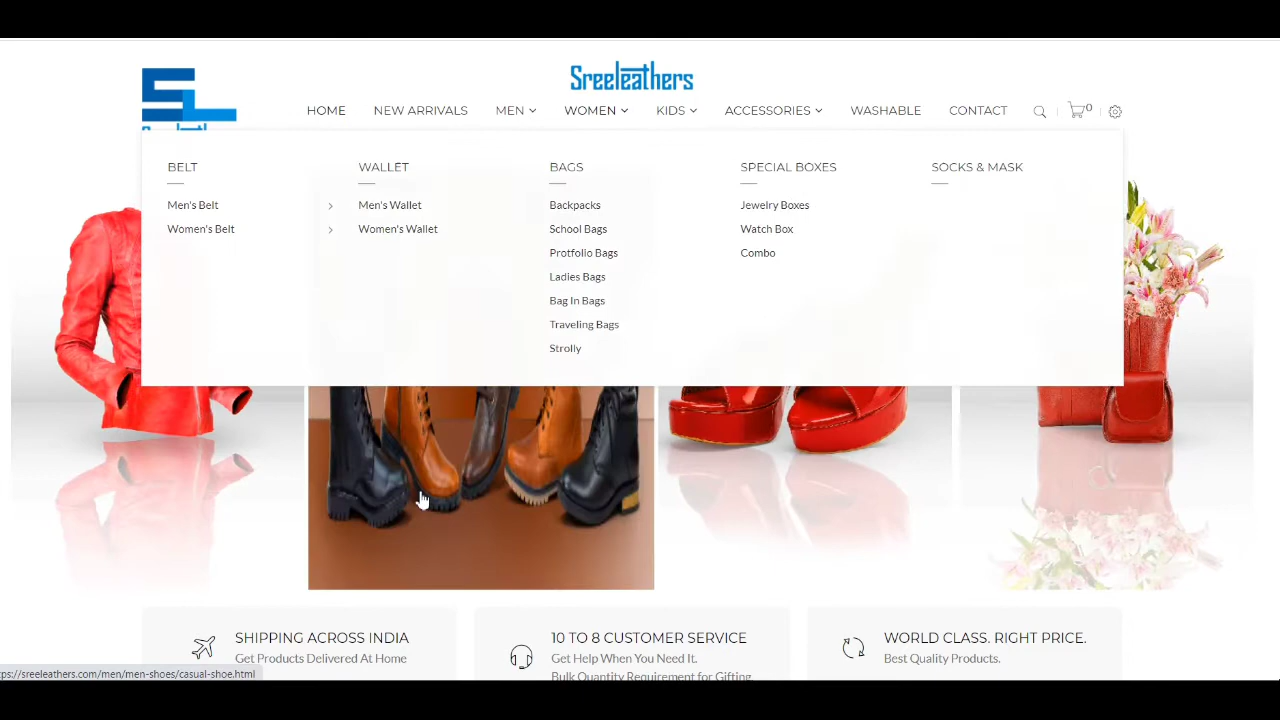 Sreeleathers
SL
HOME NEW ARRIVALS MEN WOMEN KIDS ACCESSORIES WASHABLE CONTACT 0
BELT
Men's Belt
Women's Belt
WALLET
Men's Wallet
Women's Wallet
BAGS
Backpacks
School Bags
Protfolio Bags
Ladies Bags
Bag In Bags
Traveling Bags
Strolly
SPECIAL BOXES
Jewelry Boxes
Watch Box
Combo
SOCKS & MASK
SHIPPING ACROSS INDIA
Get Products Delivered At Home
10 TO 8 CUSTOMER SERVICE
Get Help When You Need It.
Bulk Quantity Requirement for Gifting.
WORLD CLASS. RIGHT PRICE.
Best Quality Products.
ps://sreeleathers.com/men/men-shoes/casual-shoe.html